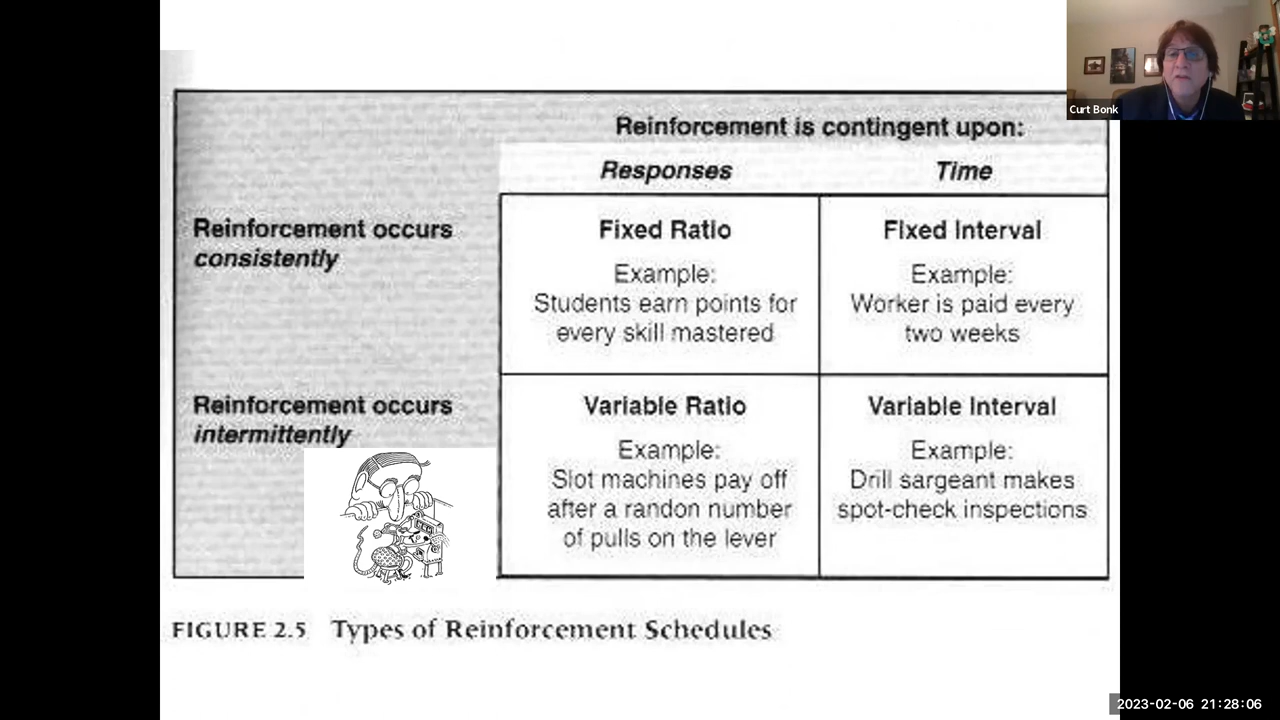 Curt Bonk
Reinforcement is contingent upon:
Responses
Time
Reinforcement occurs
consistently
Fixed Ratio
Example:
Students earn points for
every skill mastered
Fixed Interval
Example:
Worker is paid every
two weeks
Reinforcement occurs
intermittently
Variable Ratio
Example:
Slot machines pay off
after a randon number
of pulls on the lever
Variable Interval
Example:
Drill sargeant makes
spot-check inspections
FIGURE 2.5 Types of Reinforcement Schedules
2023-02-06 21:28:06